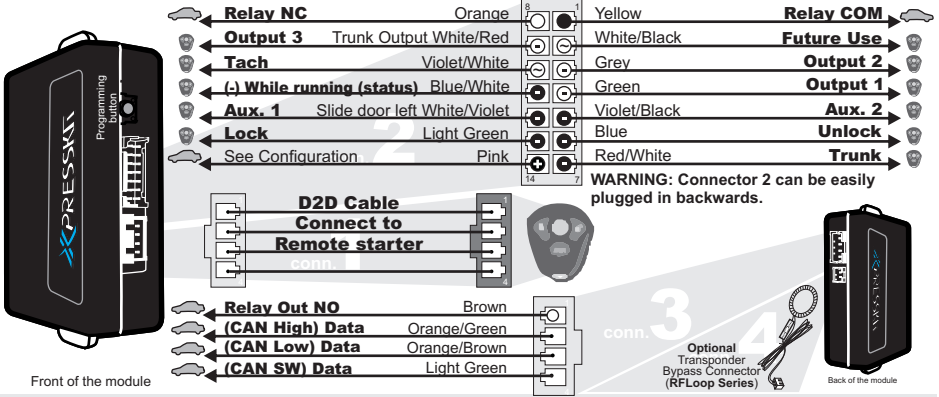 Relay NC Orange 8 1 Yellow Relay COM
Output 3 Trunk Output White/Red White/Black Future Use
Tach Violet/White Grey Output 2
(-) While running (status) Blue/White Green Output 1
Aux. 1 Slide door left White/Violet Violet/Black Aux. 2
Lock Light Green Blue Unlock
See Configuration Pink Red/White Trunk
14 7
2
WARNING: Connector 2 can be easily
plugged in backwards.
Programming
button
XPRESSKIT
D2D Cable
Connect to
Remote starter
1
4
conn. 1
Relay Out NO Brown
(CAN High) Data Orange/Green
(CAN Low) Data Orange/Brown
(CAN SW) Data Light Green
conn. 3
4
Optional
Transponder
Bypass Connector
(RFLoop Series)
XPRESSKIT
Front of the module
Back of the module